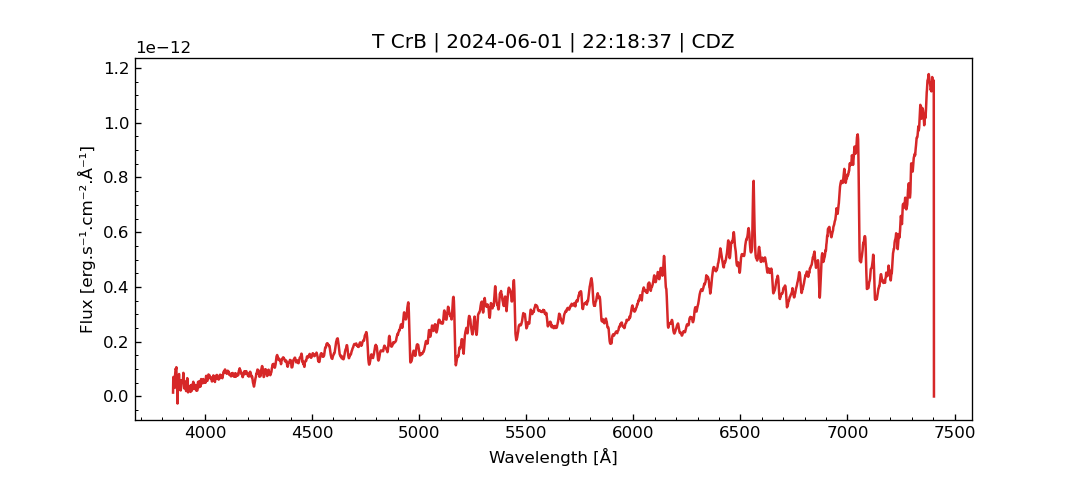 T CrB | 2024-06-01 | 22:18:37 | CDZ
1e−12
1.2
1.0
0.8
0.6
0.4
0.2
0.0
Flux [erg.s⁻¹.cm⁻².Å⁻¹]
4000 4500 5000 5500 6000 6500 7000 7500
Wavelength [Å]